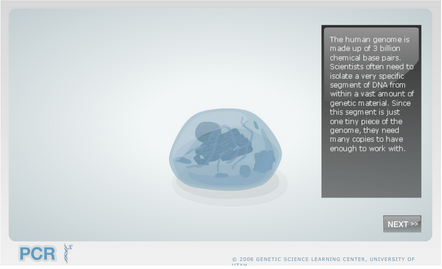 The human genome is
made up of 3 billion
chemical base pairs.
Scientists often need to
isolate a very specific
segment of DNA from
within a vast amount of
genetic material. Since
this segment is just
one tiny piece of the
genome, they need
many copies to have
enough to work with.
NEXT >>
PCR
© 2008 GENETIC SCIENCE LEARNING CENTER, UNIVERSITY OF
UTAH